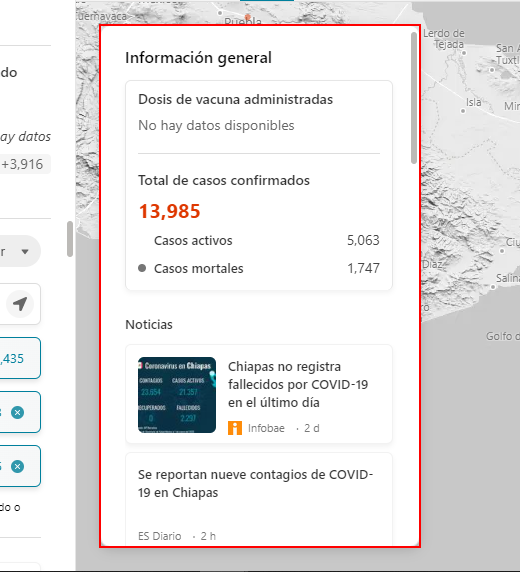 uernavaca
Puebla
Lerdo de
Tejada
San A
Tuxtl
Isla
Min
do
ay datos
+3,916
r
,435
do o
Información general
Dosis de vacuna administradas
No hay datos disponibles
Total de casos confirmados
13,985
Casos activos 5,063
Casos mortales 1,747
Noticias
Coronavirus en Chiapas
CONTAGIOS CASOS ACTIVOS
23,654 21,357
RECUPERADOS FALLECIDOS
0 2,297
Chiapas no registra
fallecidos por COVID-19
en el último día
Infobae · 2 d
Se reportan nueve contagios de COVID-
19 en Chiapas
ES Diario · 2 h
Díaz
Ciu
Salina
Golfo d